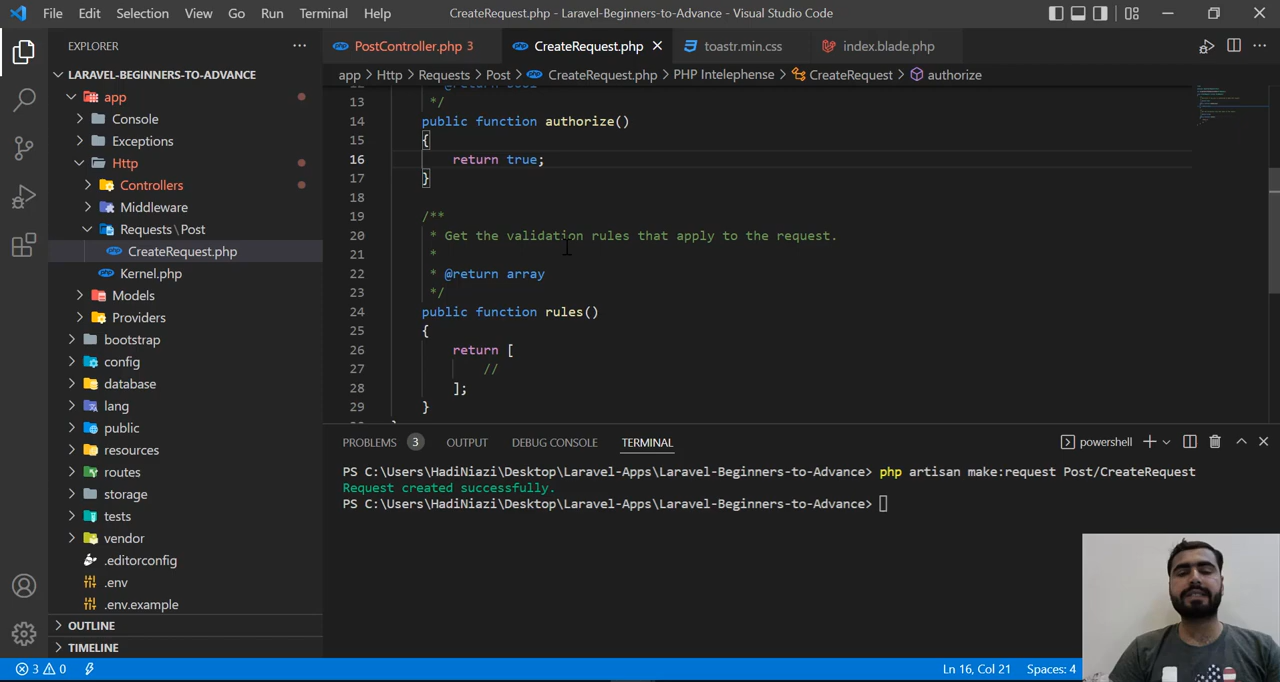 File Edit Selection View Go Run Terminal Help CreateRequest.php - Laravel-Beginners-to-Advance - Visual Studio Code
EXPLORER
PostController.php 3 CreateRequest.php toastr.min.css index.blade.php
LARAVEL-BEGINNERS-TO-ADVANCE
app > Http > Requests > Post > CreateRequest.php > PHP Intelephense > CreateRequest > authorize
app
Console
Exceptions
Http
Controllers
Middleware
Requests\Post
CreateRequest.php
Kernel.php
Models
Providers
bootstrap
config
database
lang
public
resources
routes
storage
tests
vendor
.editorconfig
.env
.env.example
OUTLINE
TIMELINE
12 * @return bool
13 */
14 public function authorize()
15 {
16 return true;
17 }
18
19 /**
20 * Get the validation rules that apply to the request.
21 *
22 * @return array
23 */
24 public function rules()
25 {
26 return [
27 //
28 ];
29 }
PROBLEMS 3 OUTPUT DEBUG CONSOLE TERMINAL powershell
PS C:\Users\HadiNiazi\Desktop\Laravel-Apps\Laravel-Beginners-to-Advance> php artisan make:request Post/CreateRequest
Request created successfully.
PS C:\Users\HadiNiazi\Desktop\Laravel-Apps\Laravel-Beginners-to-Advance>
3 0 Ln 16, Col 21 Spaces: 4